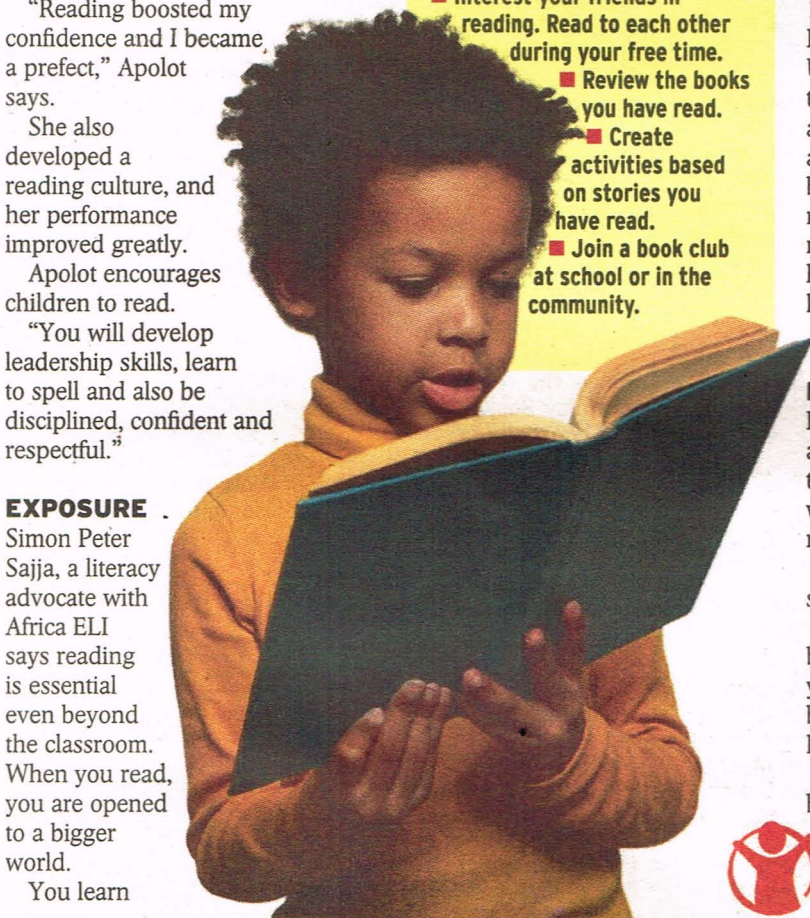 “Reading boosted my
confidence and I became
a prefect,” Apolot
says.
She also
developed a
reading culture, and
her performance
improved greatly.
Apolot encourages
children to read.
“You will develop
leadership skills, learn
to spell and also be
disciplined, confident and
respectful.”
EXPOSURE
Simon Peter
Sajja, a literacy
advocate with
Africa ELI
says reading
is essential
even beyond
the classroom.
When you read,
you are opened
to a bigger
world.
You learn
■ Interest your friends in
reading. Read to each other
during your free time.
■ Review the books
you have read.
■ Create
activities based
on stories you
have read.
■ Join a book club
at school or in the
community.